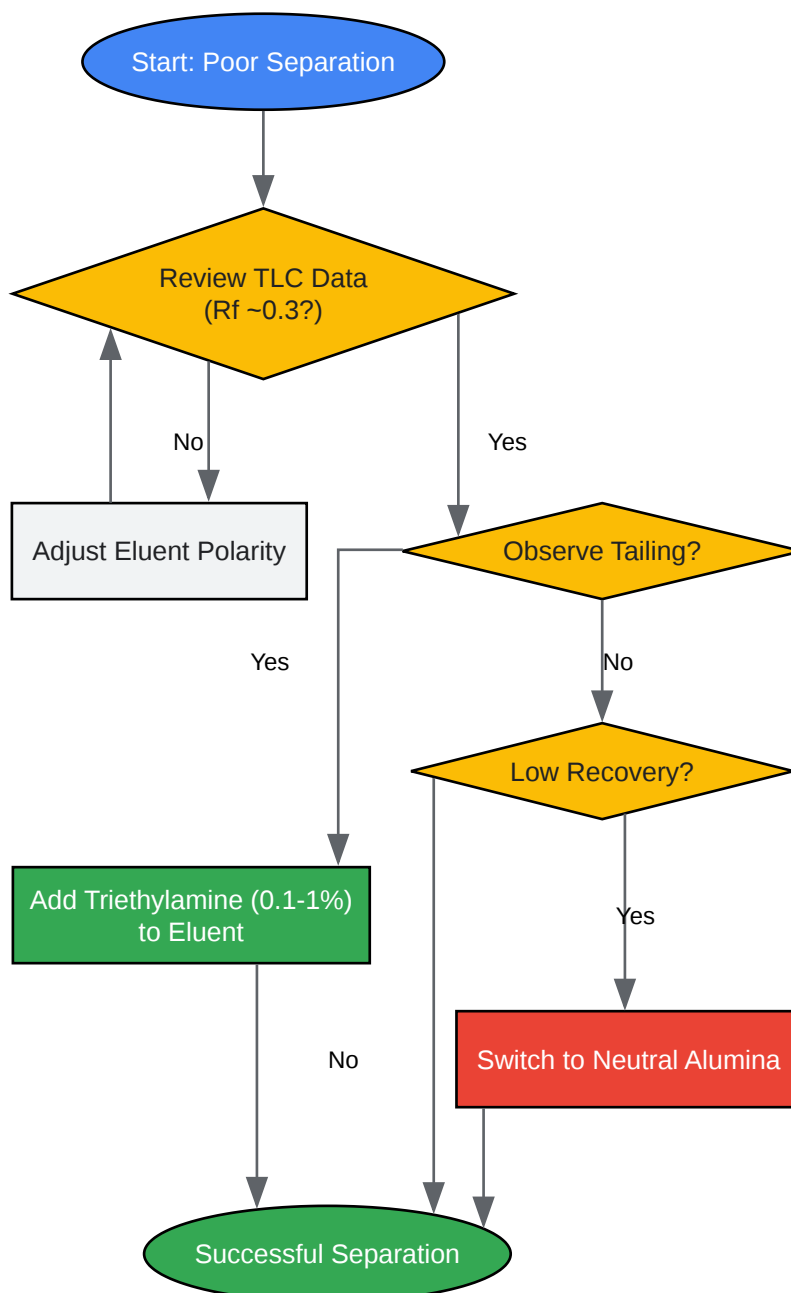 Start: Poor Separation
Review TLC Data
(Rf ~0.3?)
No
Yes
Adjust Eluent Polarity
Observe Tailing?
Yes
No
Low Recovery?
Add Triethylamine (0.1-1%)
to Eluent
Yes
No
Switch to Neutral Alumina
Successful Separation